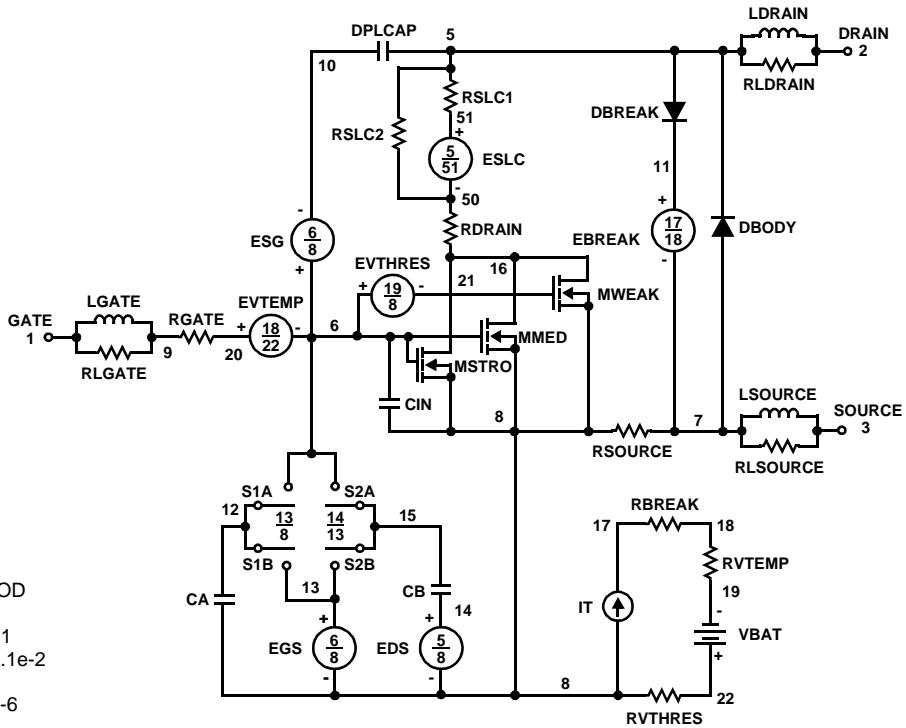 LDRAIN
DPLCAP 5 DRAIN
2
10
RLDRAIN
RSLC1
51
DBREAK
RSLC2
+
5
51
ESLC
-
11
50
-
+
RDRAIN
17
18
EBREAK
DBODY
6
8
ESG
-
+
EVTHRES
16
+
19
8
-
21
MWEAK
LGATE
EVTEMP
GATE
1
RGATE
+
18
22
-
6
MMED
9
20
RLGATE
MSTRO
LSOURCE
CIN
8
7
SOURCE
3
RSOURCE
RLSOURCE
S1A
S2A
12
13
8
14
13
15
RBREAK
17
18
S1B
S2B
RVTEMP
13
CB
19
CA
14
IT
-
+
+
VBAT
EGS
6
8
EDS
5
8
+
-
-
8
22
RVTHRES
OD
1
.1e-2
-6